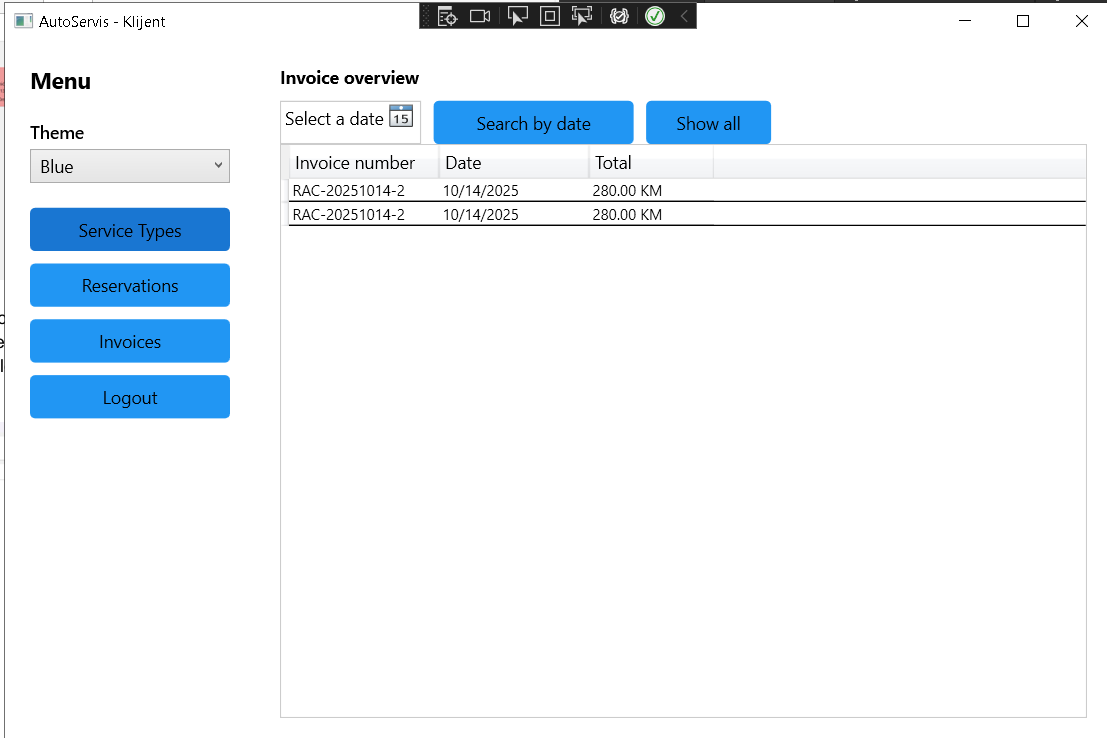 AutoServis - Klijent
Menu
Theme
Blue
Service Types
Reservations
Invoices
Logout
Invoice overview
Select a date 15 Search by date Show all
Invoice number Date Total
RAC-20251014-2 10/14/2025 280.00 KM
RAC-20251014-2 10/14/2025 280.00 KM